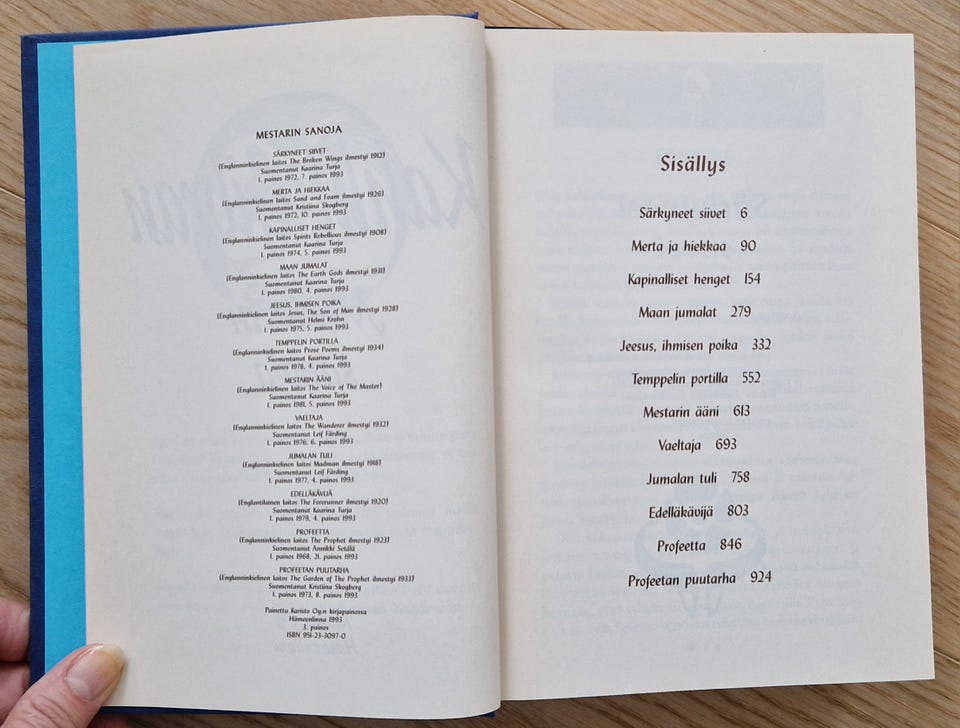 MESTARIN SANOJA
SÄRKYNEET SIIVET
(Englanninkielinen laitos The Broken Wings ilmestyi 1912)
Suomentanut Kaarina Turja
1. painos 1972, 7. painos 1993
MERTA JA HIEKKAA
(Englanninkielinen laitos Sand and Foam ilmestyi 1926)
Suomentanut Kristiina Skogberg
1. painos 1972, 10. painos 1993
KAPINALLISET HENGET
(Englanninkielinen laitos Spirits Rebellious ilmestyi 1908)
Suomentanut Kaarina Turja
1. painos 1974, 5. painos 1993
MAAN JUMALAT
(Englanninkielinen laitos The Earth Gods ilmestyi 1931)
Suomentanut Kaarina Turja
1. painos 1980, 4. painos 1993
JEESUS, IHMISEN POIKA
(Englanninkielinen laitos Jesus, The Son of Man ilmestyi 1928)
Suomentanut Helmi Krohn
1. painos 1975, 5. painos 1993
TEMPPELIN PORTILLA
(Englanninkielinen laitos Prose Poems ilmestyi 1934)
Suomentanut Kaarina Turja
1. painos 1978, 4. painos 1993
MESTARIN ÄÄNI
(Englanninkielinen laitos The Voice of The Master)
Suomentanut Kaarina Turja
1. painos 1981, 5. painos 1993
VAELTAJA
(Englanninkielinen laitos The Wanderer ilmestyi 1932)
Suomentanut Leif Färding
1. painos 1976, 6. painos 1993
JUMALAN TULI
(Englanninkielinen laitos Madman ilmestyi 1918)
Suomentanut Leif Färding
1. painos 1977, 4. painos 1993
EDELLÄKÄVIJÄ
(Englantilainen laitos The Forerunner ilmestyi 1920)
Suomentanut Kaarina Turja
1. painos 1979, 4. painos 1993
PROFEETTA
(Englanninkielinen laitos The Prophet ilmestyi 1923)
Suomentanut Annikki Setälä
1. painos 1968, 21. painos 1993
PROFEETAN PUUTARHA
(Englanninkielinen laitos The Garden of The Prophet ilmestyi 1933)
Suomentanut Kristiina Skogberg
1. painos 1973, 8. painos 1993
Painettu Karisto Oy:n kirjapainossa
Hämeenlinna 1993
3. painos
ISBN 951-23-3097-0
Sisällys
Särkyneet siivet 6
Merta ja hiekkaa 90
Kapinalliset henget 154
Maan jumalat 279
Jeesus, ihmisen poika 332
Temppelin portilla 552
Mestarin ääni 613
Vaeltaja 693
Jumalan tuli 758
Edelläkävijä 803
Profeetta 846
Profeetan puutarha 924